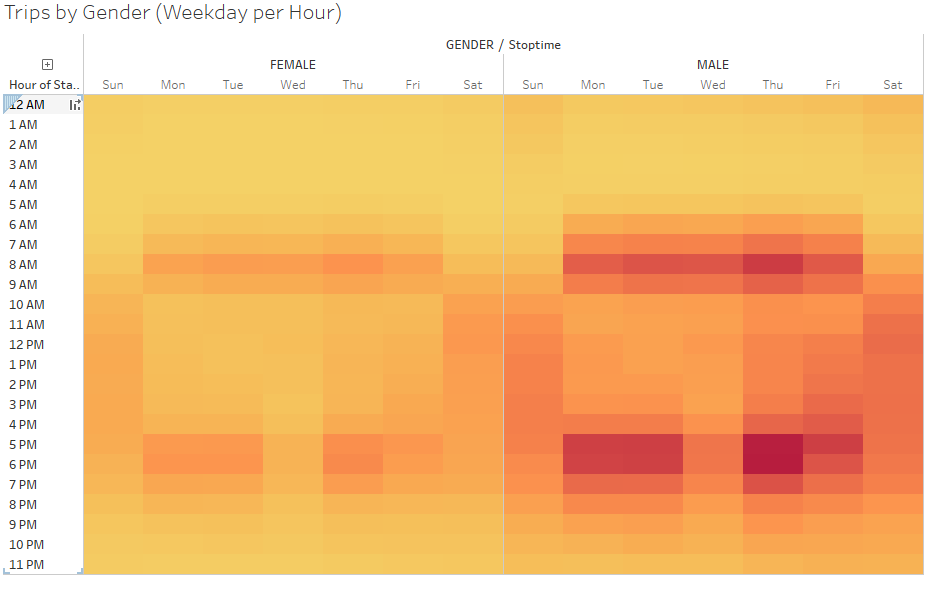 Trips by Gender (Weekday per Hour)
GENDER / Stoptime
FEMALE MALE
Hour of Sta.. Sun Mon Tue Wed Thu Fri Sat Sun Mon Tue Wed Thu Fri Sat
12 AM
1 AM
2 AM
3 AM
4 AM
5 AM
6 AM
7 AM
8 AM
9 AM
10 AM
11 AM
12 PM
1 PM
2 PM
3 PM
4 PM
5 PM
6 PM
7 PM
8 PM
9 PM
10 PM
11 PM